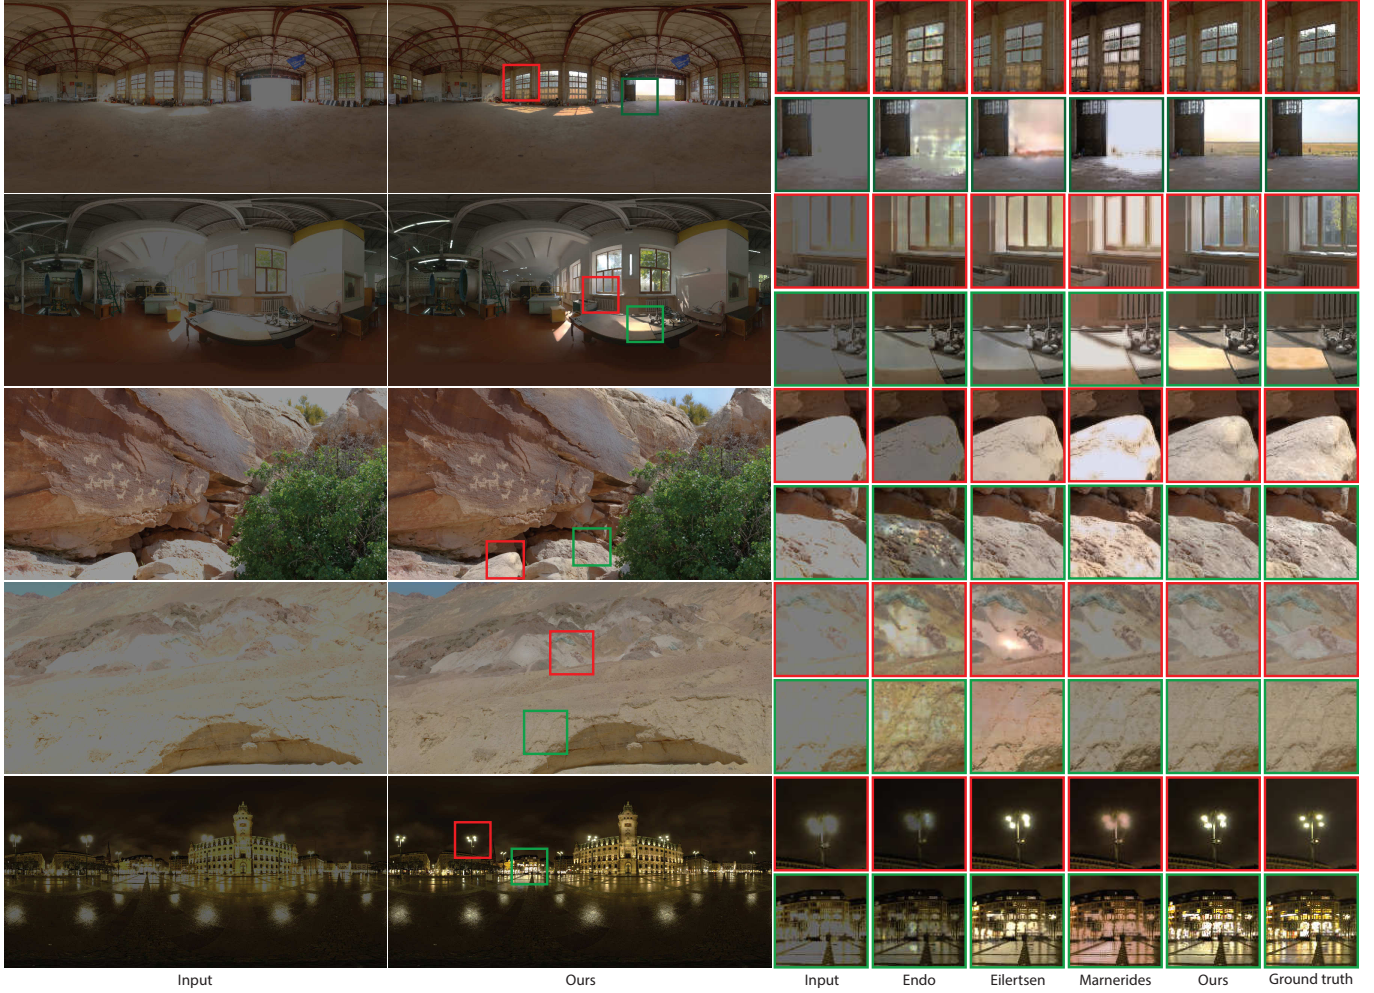 Input
Ours
Input
Endo
Eilertsen
Marnerides
Ours
Ground truth